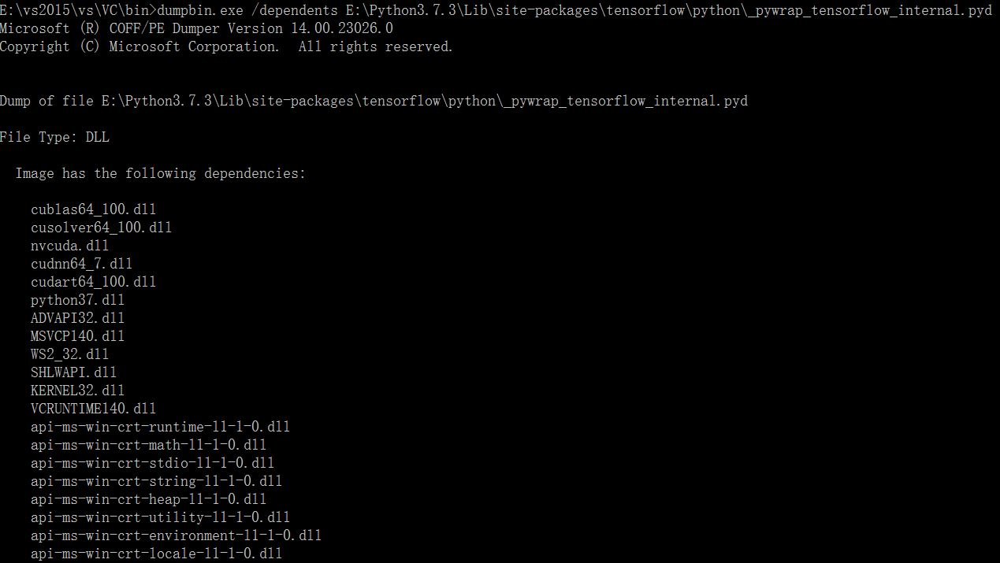 E:\vs2015\vs\VC\bin>dumpbin.exe /dependents E:\Python3.7.3\Lib\site-packages\tensorflow\python\_pywrap_tensorflow_internal.pyd
Microsoft (R) COFF/PE Dumper Version 14.00.23026.0
Copyright (C) Microsoft Corporation.  All rights reserved.
Dump of file E:\Python3.7.3\Lib\site-packages\tensorflow\python\_pywrap_tensorflow_internal.pyd
File Type: DLL
Image has the following dependencies:
cublas64_100.dll
cusolver64_100.dll
nvcuda.dll
cudnn64_7.dll
cudart64_100.dll
python37.dll
ADVAPI32.dll
MSVCP140.dll
WS2_32.dll
SHLWAPI.dll
KERNEL32.dll
VCRUNTIME140.dll
api-ms-win-crt-runtime-l1-1-0.dll
api-ms-win-crt-math-l1-1-0.dll
api-ms-win-crt-stdio-l1-1-0.dll
api-ms-win-crt-string-l1-1-0.dll
api-ms-win-crt-heap-l1-1-0.dll
api-ms-win-crt-utility-l1-1-0.dll
api-ms-win-crt-environment-l1-1-0.dll
api-ms-win-crt-locale-l1-1-0.dll